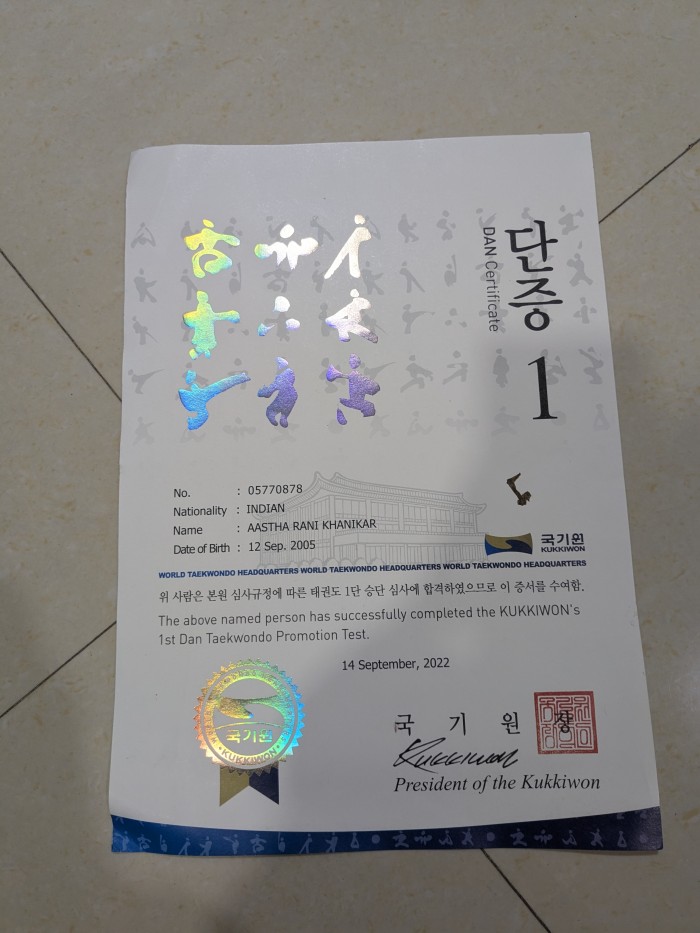 단증
DAN Certificate
1
No. : 05770878
Nationality : INDIAN
Name : AASTHA RANI KHANIKAR
Date of Birth : 12 Sep. 2005
국기원
KUKKIWON
WORLD TAEKWONDO HEADQUARTERS WORLD TAEKWONDO HEADQUARTERS WORLD TAEKWONDO HEADQUARTERS
위 사람은 본원 심사규정에 따른 태권도 1단 승단 심사에 합격하였으므로 이 증서를 수여함.
The above named person has successfully completed the KUKKIWON's
1st Dan Taekwondo Promotion Test.
14 September, 2022
국기원
KUKKIWON
국 기 원 장
Kukkiwon
President of the Kukkiwon